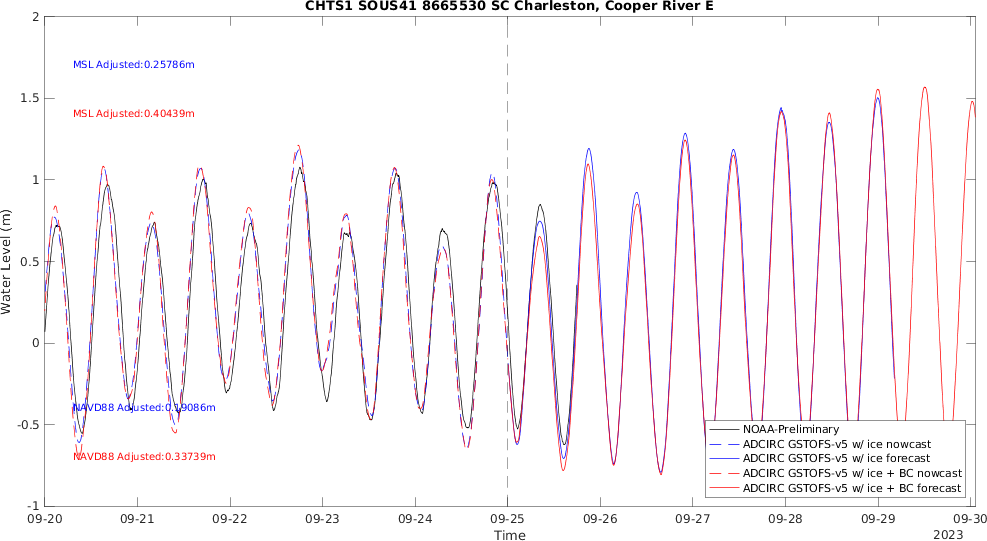 CHTS1 SOUS41 8665530 SC Charleston, Cooper River E
2
1.5
1
0.5
0
-0.5
-1
Water Level (m)
MSL Adjusted:0.25786m
MSL Adjusted:0.40439m
NAVD88 Adjusted:0.19086m
NAVD88 Adjusted:0.33739m
NOAA-Preliminary
ADCIRC GSTOFS-v5 w/ ice nowcast
ADCIRC GSTOFS-v5 w/ ice forecast
ADCIRC GSTOFS-v5 w/ ice + BC nowcast
ADCIRC GSTOFS-v5 w/ ice + BC forecast
09-20 09-21 09-22 09-23 09-24 09-25 09-26 09-27 09-28 09-29 09-30
Time
2023